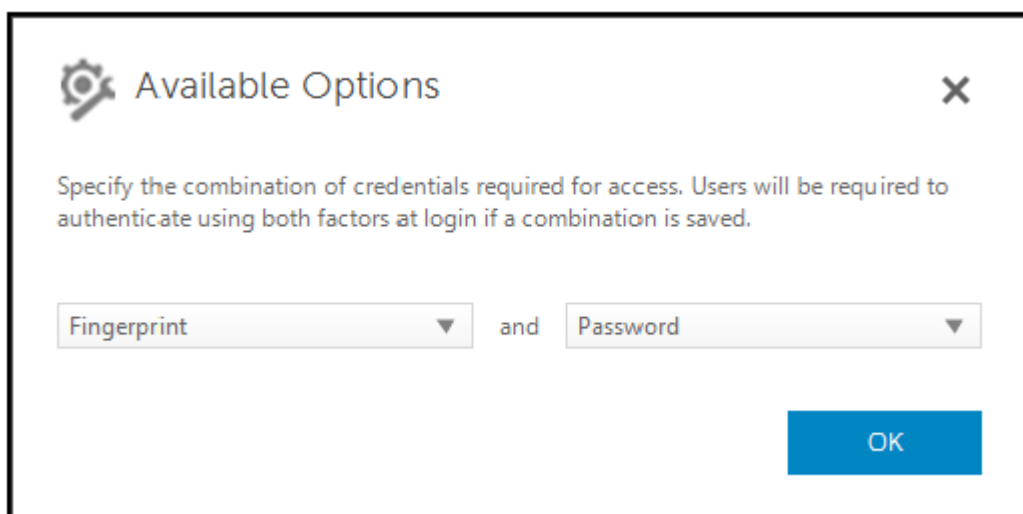 Available Options
Specify the combination of credentials required for access. Users will be required to
authenticate using both factors at login if a combination is saved.
Fingerprint and Password
OK